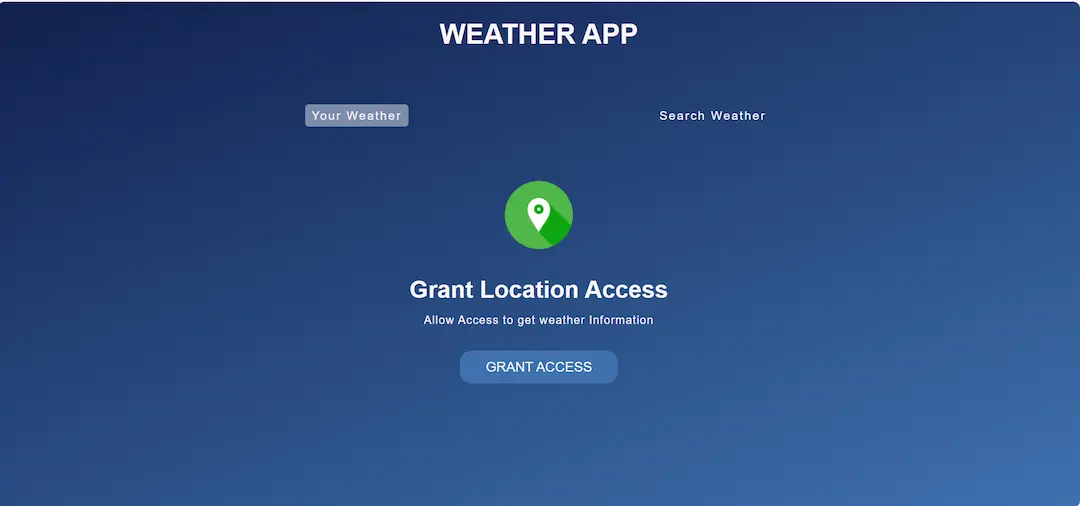 WEATHER APP
Your Weather
Search Weather
Grant Location Access
Allow Access to get weather Information
GRANT ACCESS